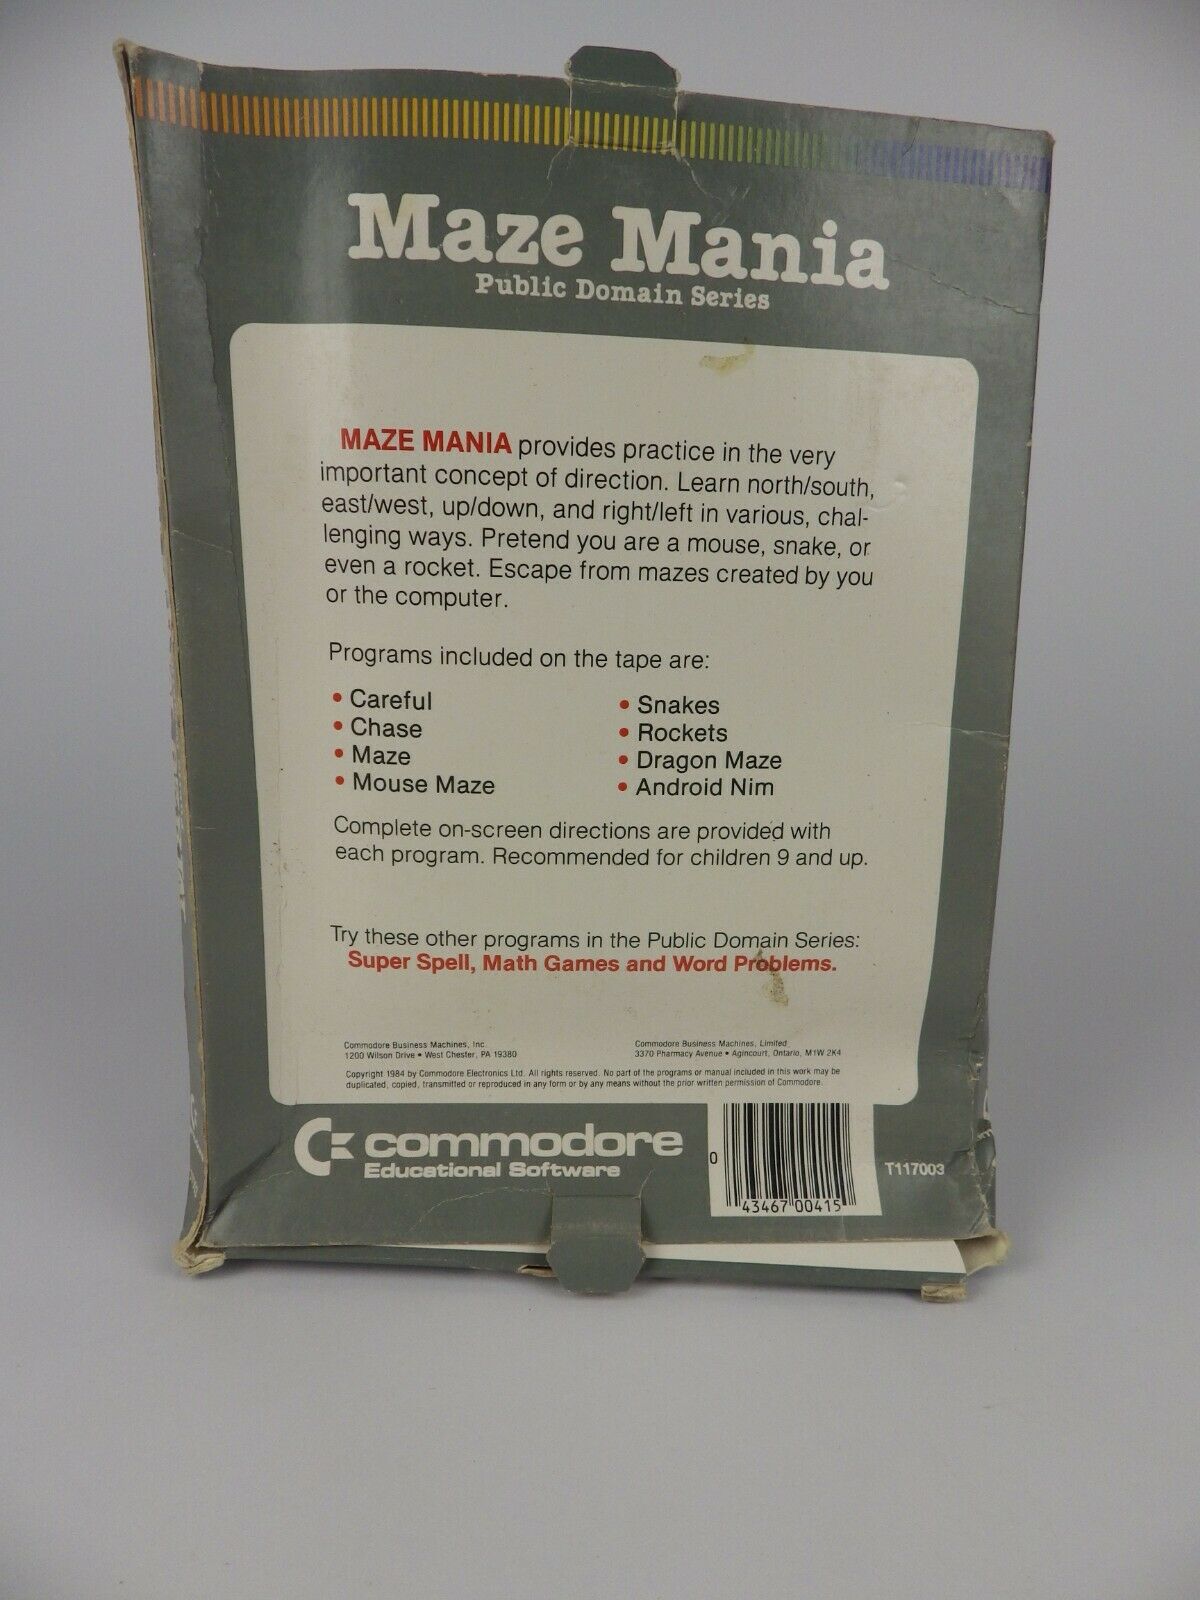 Maze Mania
Public Domain Series
MAZE MANIA provides practice in the very
important concept of direction. Learn north/south,
east/west, up/down, and right/left in various, chal-
lenging ways. Pretend you are a mouse, snake, or
even a rocket. Escape from mazes created by you
or the computer.
Programs included on the tape are:
• Careful
• Chase
• Maze
• Mouse Maze
• Snakes
• Rockets
• Dragon Maze
• Android Nim
Complete on-screen directions are provided with
each program. Recommended for children 9 and up.
Try these other programs in the Public Domain Series:
Super Spell, Math Games and Word Problems.
Commodore Business Machines, Inc.
1200 Wilson Drive • West Chester, PA 19380
Commodore Business Machines, Limited
3370 Pharmacy Avenue • Agincourt, Ontario, M1W 2K4
Copyright 1984 by Commodore Electronics Ltd. All rights reserved. No part of the programs or manual included in this work may be
duplicated, copied, transmitted or reproduced in any form or by any means without the prior written permission of Commodore.
commodore
Educational Software
0 43467 00415
T117003